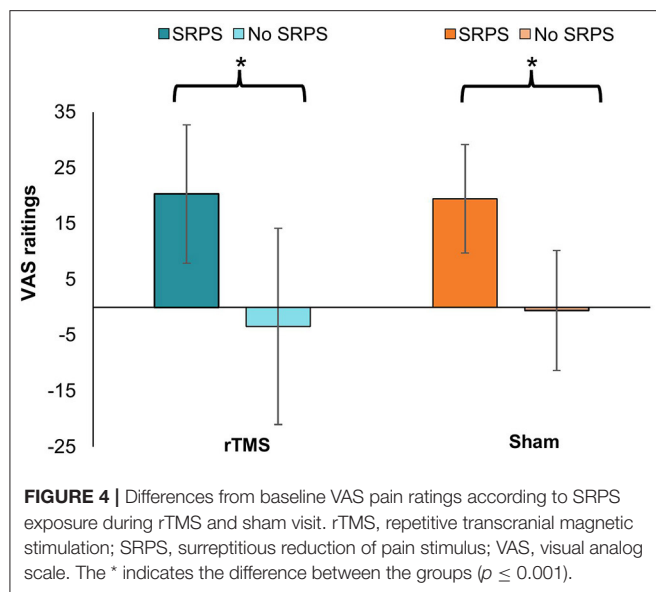 SRPS No SRPS SRPS No SRPS
* *
35
25
15
5
-5
-15
-25
VAS raitings
rTMS Sham
FIGURE 4 | Differences from baseline VAS pain ratings according to SRPS
exposure during rTMS and sham visit. rTMS, repetitive transcranial magnetic
stimulation; SRPS, surreptitious reduction of pain stimulus; VAS, visual analog
scale. The * indicates the difference between the groups (p ≤ 0.001).